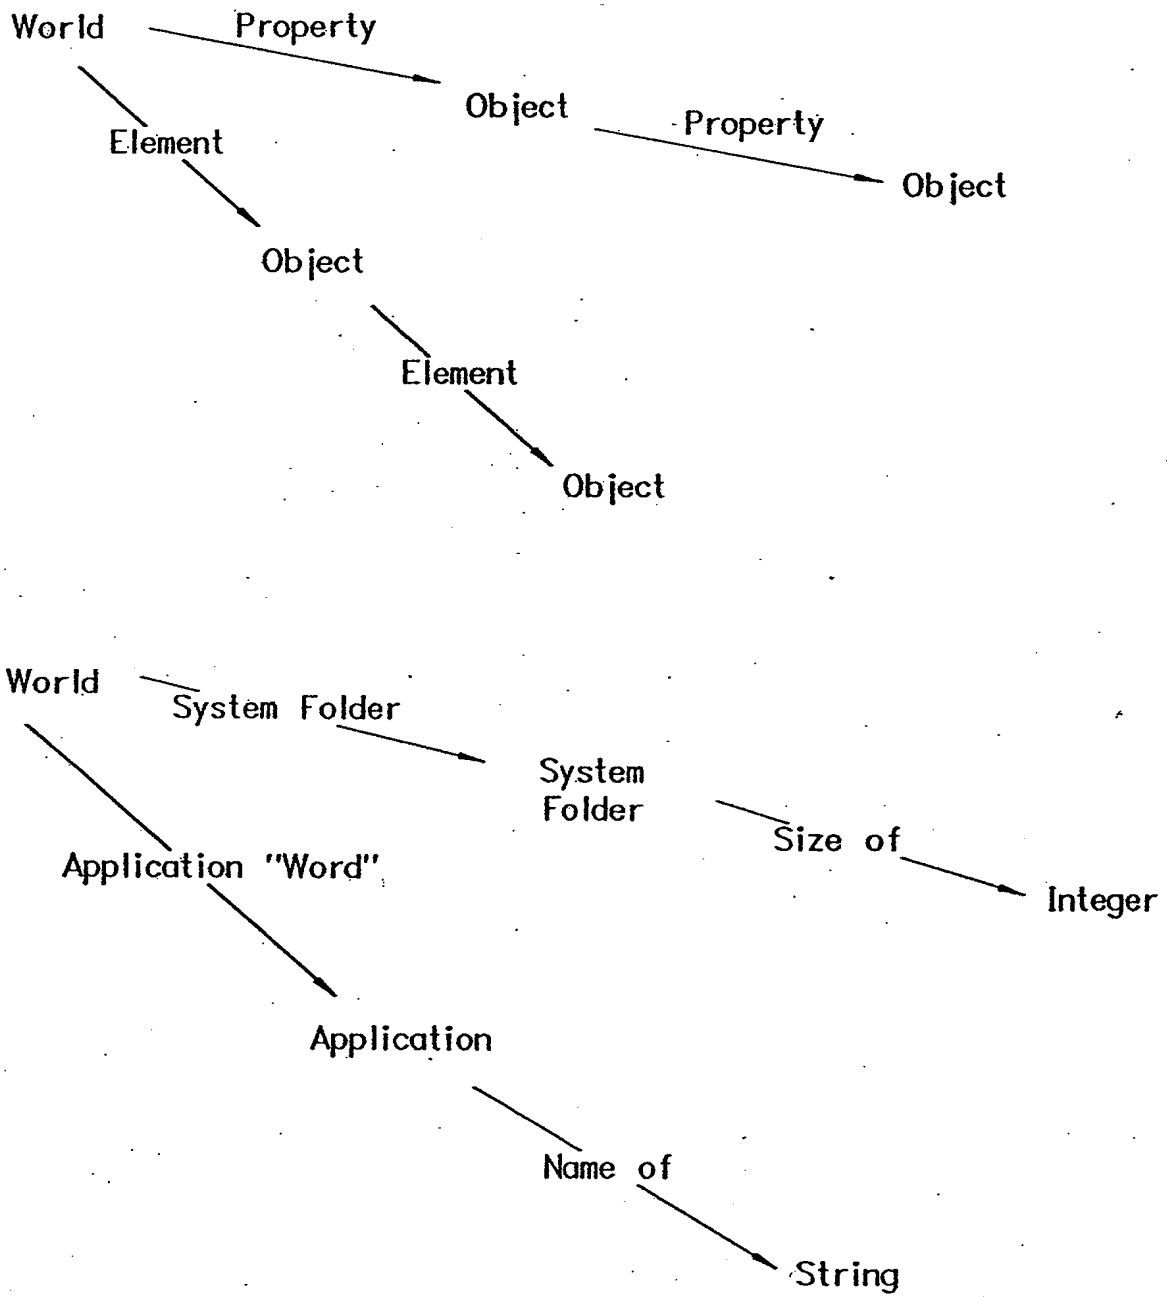 World
Property
Object
Property
Object
Element
Object
Element
Object
World
System Folder
System
Folder
Size of
Integer
Application "Word"
Application
Name of
String